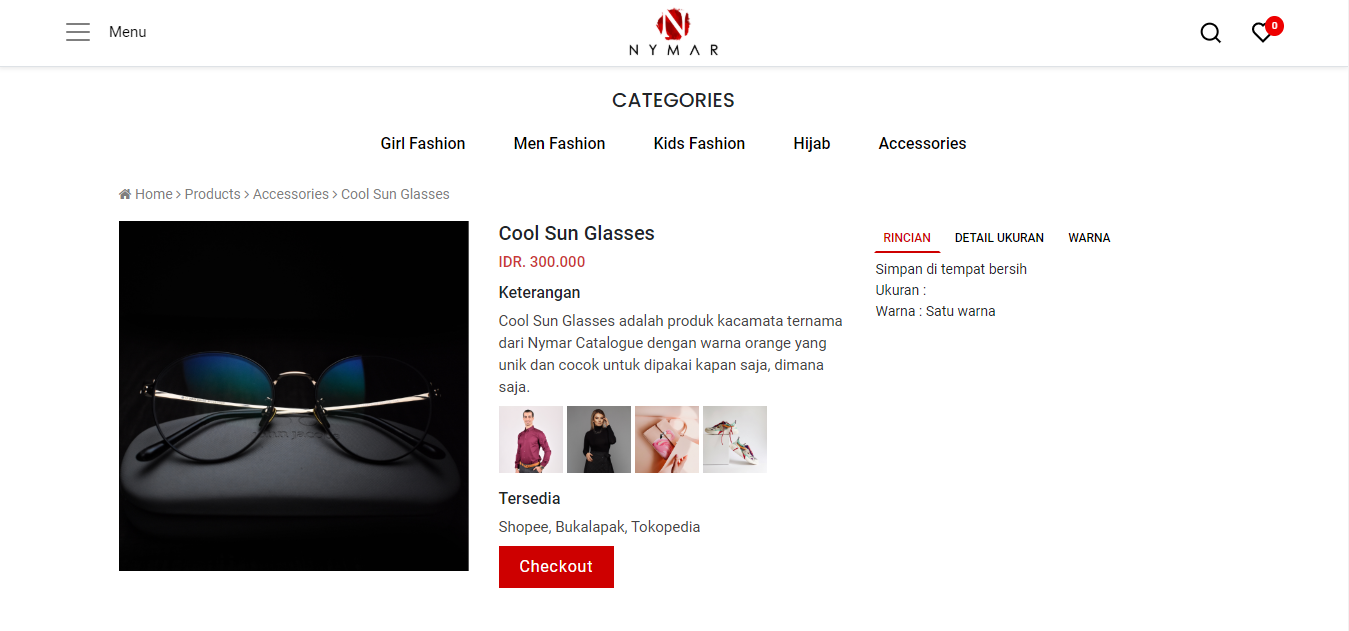 Menu
NYMAR
0
CATEGORIES
Girl Fashion Men Fashion Kids Fashion Hijab Accessories
Home > Products > Accessories > Cool Sun Glasses
Cool Sun Glasses
IDR. 300.000
Keterangan
Cool Sun Glasses adalah produk kacamata ternama
dari Nymar Catalogue dengan warna orange yang
unik dan cocok untuk dipakai kapan saja, dimana
saja.
Tersedia
Shopee, Bukalapak, Tokopedia
Checkout
RINCIAN DETAIL UKURAN WARNA
Simpan di tempat bersih
Ukuran :
Warna : Satu warna